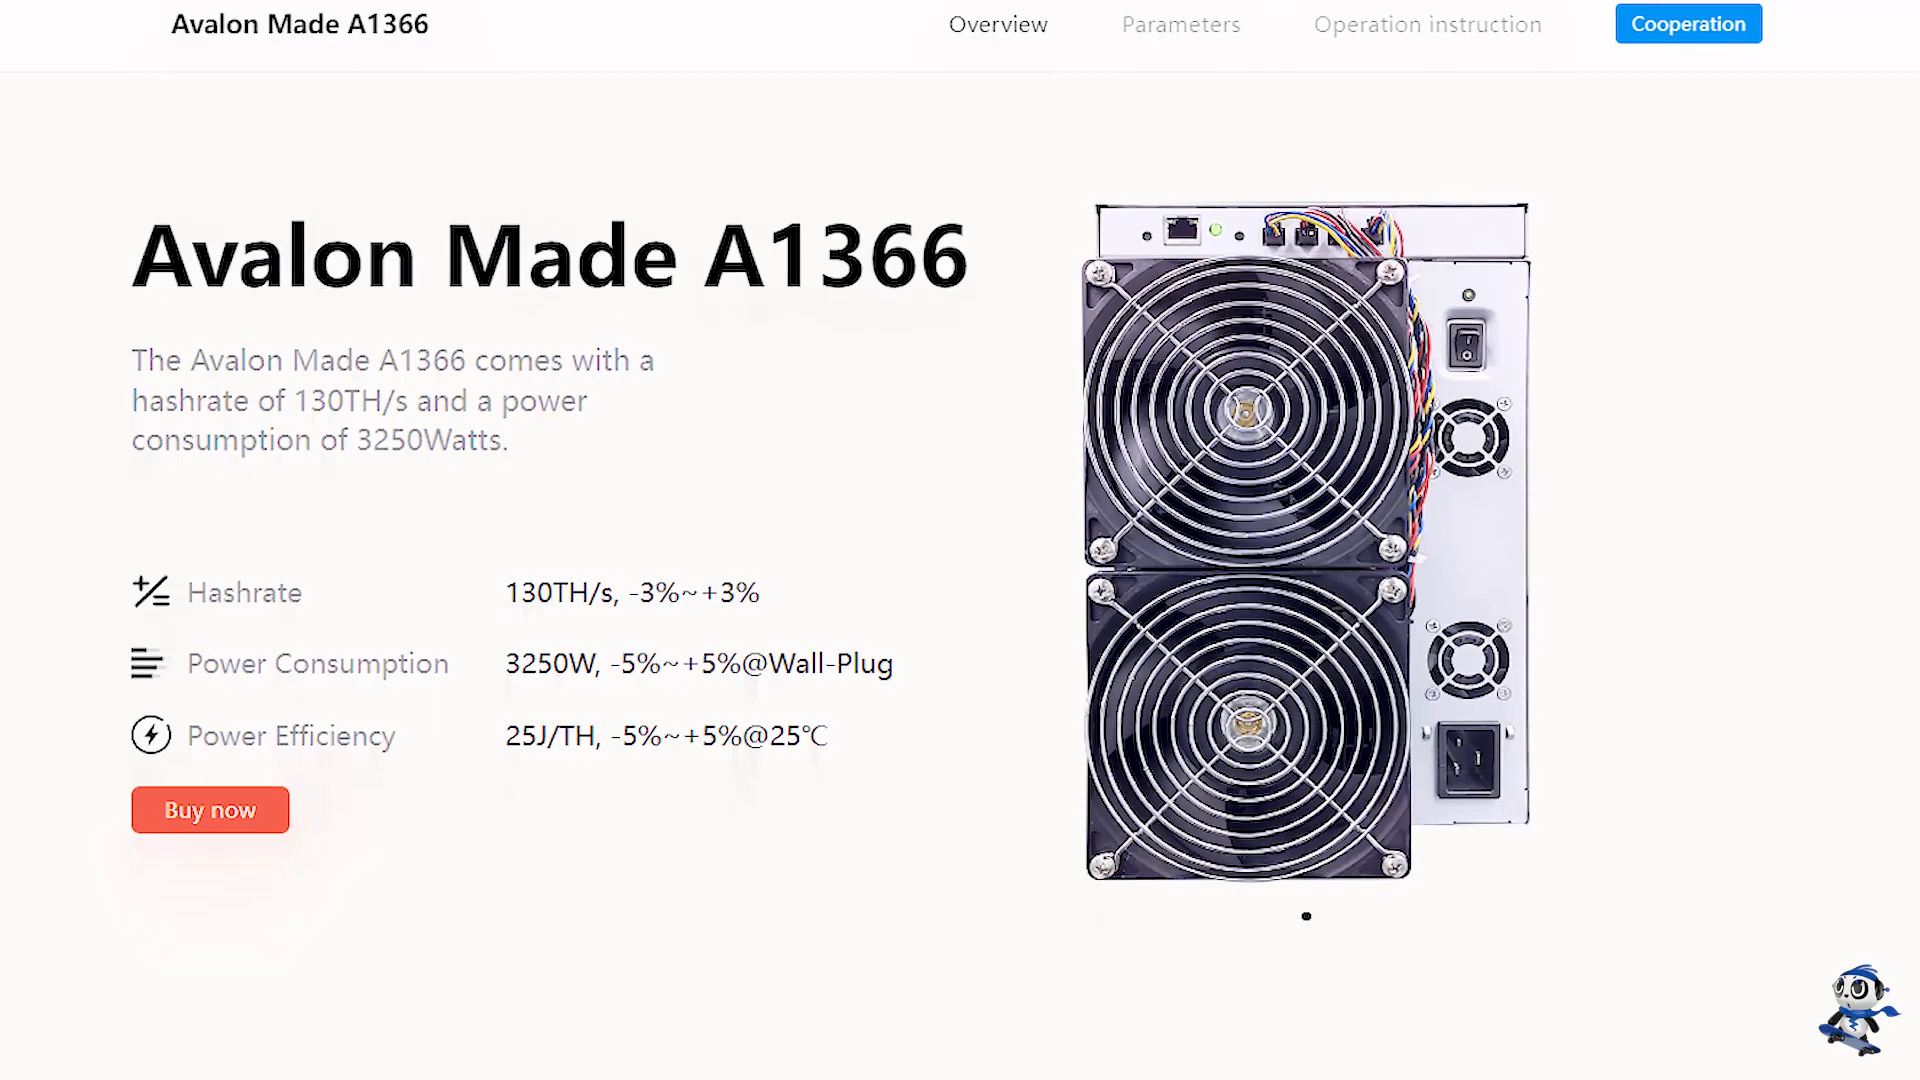 Avalon Made A1366
Overview
Parameters
Operation instruction
Cooperation
Avalon Made A1366
The Avalon Made A1366 comes with a
hashrate of 130TH/s and a power
consumption of 3250Watts.
Hashrate 130TH/s, -3%~+3%
Power Consumption 3250W, -5%~+5%@Wall-Plug
Power Efficiency 25J/TH, -5%~+5%@25℃
Buy now